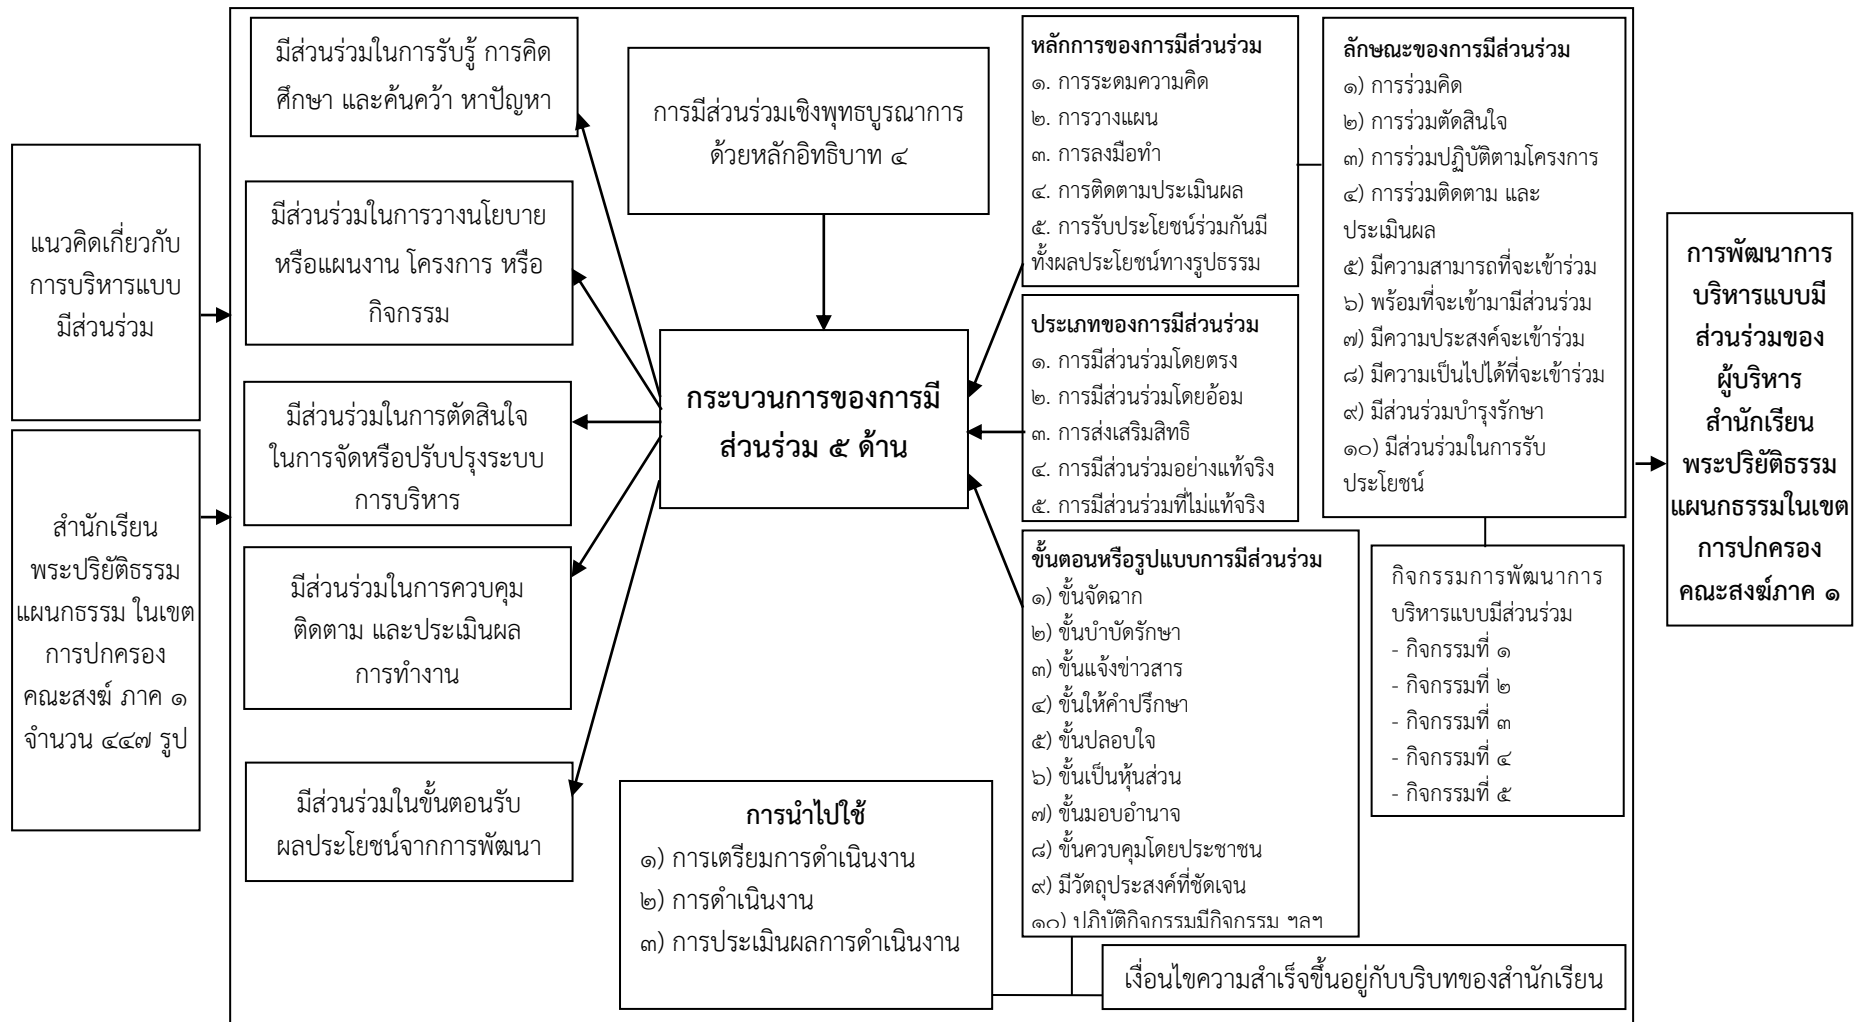 แนวคิดเกี่ยวกับ
การบริหารแบบ
มีส่วนร่วม
สำนักเรียน
พระปริยัติธรรม
แผนกธรรม ในเขต
การปกครอง
คณะสงฆ์ ภาค ๑
จำนวน ๔๔๗ รูป
มีส่วนร่วมในการรับรู้ การคิด
ศึกษา และค้นคว้า หาปัญหา
มีส่วนร่วมในการวางนโยบาย
หรือแผนงาน โครงการ หรือ
กิจกรรม
มีส่วนร่วมในการตัดสินใจ
ในการจัดหรือปรับปรุงระบบ
การบริหาร
มีส่วนร่วมในการควบคุม
ติดตาม และประเมินผล
การทำงาน
มีส่วนร่วมในขั้นตอนรับ
ผลประโยชน์จากการพัฒนา
การมีส่วนร่วมเชิงพุทธบูรณาการ
ด้วยหลักอิทธิบาท ๔
กระบวนการของการมี
ส่วนร่วม ๕ ด้าน
การนำไปใช้
๑) การเตรียมการดำเนินงาน
๒) การดำเนินงาน
๓) การประเมินผลการดำเนินงาน
หลักการของการมีส่วนร่วม
๑. การระดมความคิด
๒. การวางแผน
๓. การลงมือทำ
๔. การติดตามประเมินผล
๕. การรับประโยชน์ร่วมกันมี
ทั้งผลประโยชน์ทางรูปธรรม
ประเภทของการมีส่วนร่วม
๑. การมีส่วนร่วมโดยตรง
๒. การมีส่วนร่วมโดยอ้อม
๓. การส่งเสริมสิทธิ
๔. การมีส่วนร่วมอย่างแท้จริง
๕. การมีส่วนร่วมที่ไม่แท้จริง
ขั้นตอนหรือรูปแบบการมีส่วนร่วม
๑) ขั้นจัดฉาก
๒) ขั้นบำบัดรักษา
๓) ขั้นแจ้งข่าวสาร
๔) ขั้นให้คำปรึกษา
๕) ขั้นปลอบใจ
๖) ขั้นเป็นหุ้นส่วน
๗) ขั้นมอบอำนาจ
๘) ขั้นควบคุมโดยประชาชน
๙) มีวัตถุประสงค์ที่ชัดเจน
๑๐) ปฏิบัติกิจกรรมมีกิจกรรม ฯลฯ
ลักษณะของการมีส่วนร่วม
๑) การร่วมคิด
๒) การร่วมตัดสินใจ
๓) การร่วมปฏิบัติตามโครงการ
๔) การร่วมติดตาม และ
ประเมินผล
๕) มีความสามารถที่จะเข้าร่วม
๖) พร้อมที่จะเข้ามามีส่วนร่วม
๗) มีความประสงค์จะเข้าร่วม
๘) มีความเป็นไปได้ที่จะเข้าร่วม
๙) มีส่วนร่วมบำรุงรักษา
๑๐) มีส่วนร่วมในการรับ
ประโยชน์
กิจกรรมการพัฒนาการ
บริหารแบบมีส่วนร่วม
- กิจกรรมที่ ๑
- กิจกรรมที่ ๒
- กิจกรรมที่ ๓
- กิจกรรมที่ ๔
- กิจกรรมที่ ๕
เงื่อนไขความสำเร็จขึ้นอยู่กับบริบทของสำนักเรียน
การพัฒนาการ
บริหารแบบมี
ส่วนร่วมของ
ผู้บริหาร
สำนักเรียน
พระปริยัติธรรม
แผนกธรรมในเขต
การปกครอง
คณะสงฆ์ภาค ๑